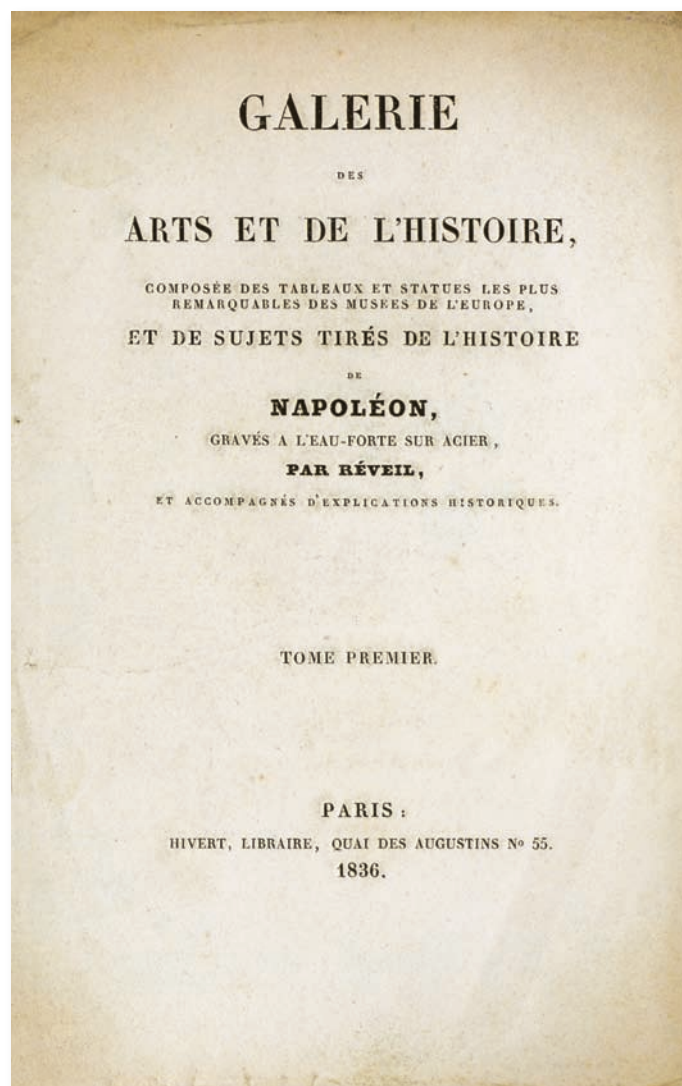 GALERIE
DES
ARTS ET DE L'HISTOIRE,
COMPOSÉE DES TABLEAUX ET STATUES LES PLUS
REMARQUABLES DES MUSÉES DE L'EUROPE,
ET DE SUJETS TIRÉS DE L'HISTOIRE
DE
NAPOLÉON,
GRAVÉS A L'EAU-FORTE SUR ACIER,
PAR RÉVEIL,
ET ACCOMPAGNÉS D'EXPLICATIONS HISTORIQUES.
TOME PREMIER.
PARIS:
HIVERT, LIBRAIRE, QUAI DES AUGUSTINS Nº 55.
1836.